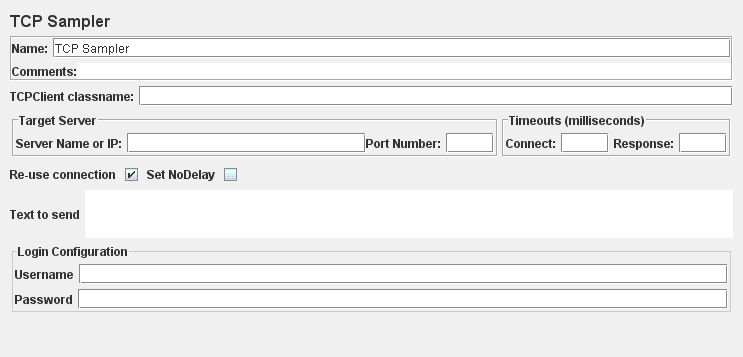 TCP Sampler
Name: TCP Sampler
Comments:
TCPClient classname:
Target Server
Timeouts (milliseconds)
Server Name or IP:
Port Number:
Connect:
Response:
Re-use connection
Set NoDelay
Text to send
Login Configuration
Username
Password